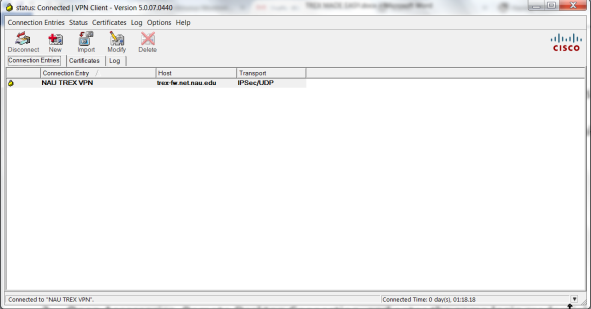 status: Connected | VPN Client - Version 5.0.07.0440
Connection Entries Status Certificates Log Options Help
Disconnect New Import Modify Delete
CISCO
Connection Entries Certificates Log
Connection Entry / Host Transport
NAU TREX VPN trex-fw.net.nau.edu IPSec/UDP
Connected to "NAU TREX VPN". Connected Time: 0 day(s), 01:18.18